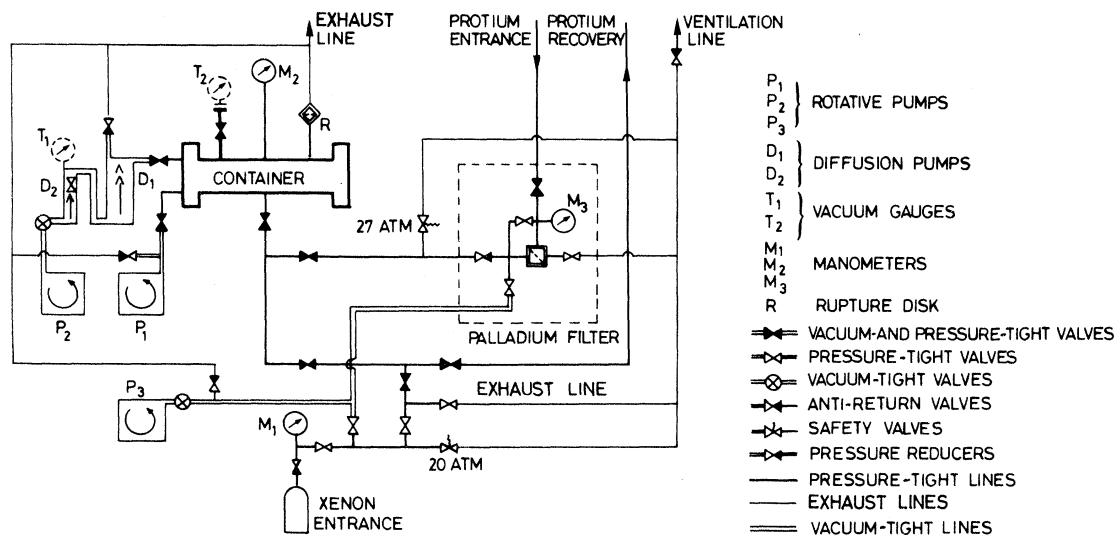 EXHAUST
LINE
PROTIUM
ENTRANCE
PROTIUM
RECOVERY
VENTILATION
LINE
T2
M2
R
T1
D2
D1
CONTAINER
M3
27 ATM
P2
P1
PALLADIUM FILTER
P3
EXHAUST LINE
M1
20 ATM
XENON
ENTRANCE
P1
P2
P3
ROTATIVE PUMPS
D1
D2
DIFFUSION PUMPS
T1
T2
VACUUM GAUGES
M1
M2
M3
MANOMETERS
R RUPTURE DISK
VACUUM-AND PRESSURE-TIGHT VALVES
PRESSURE-TIGHT VALVES
VACUUM-TIGHT VALVES
ANTI-RETURN VALVES
SAFETY VALVES
PRESSURE REDUCERS
PRESSURE-TIGHT LINES
EXHAUST LINES
VACUUM-TIGHT LINES